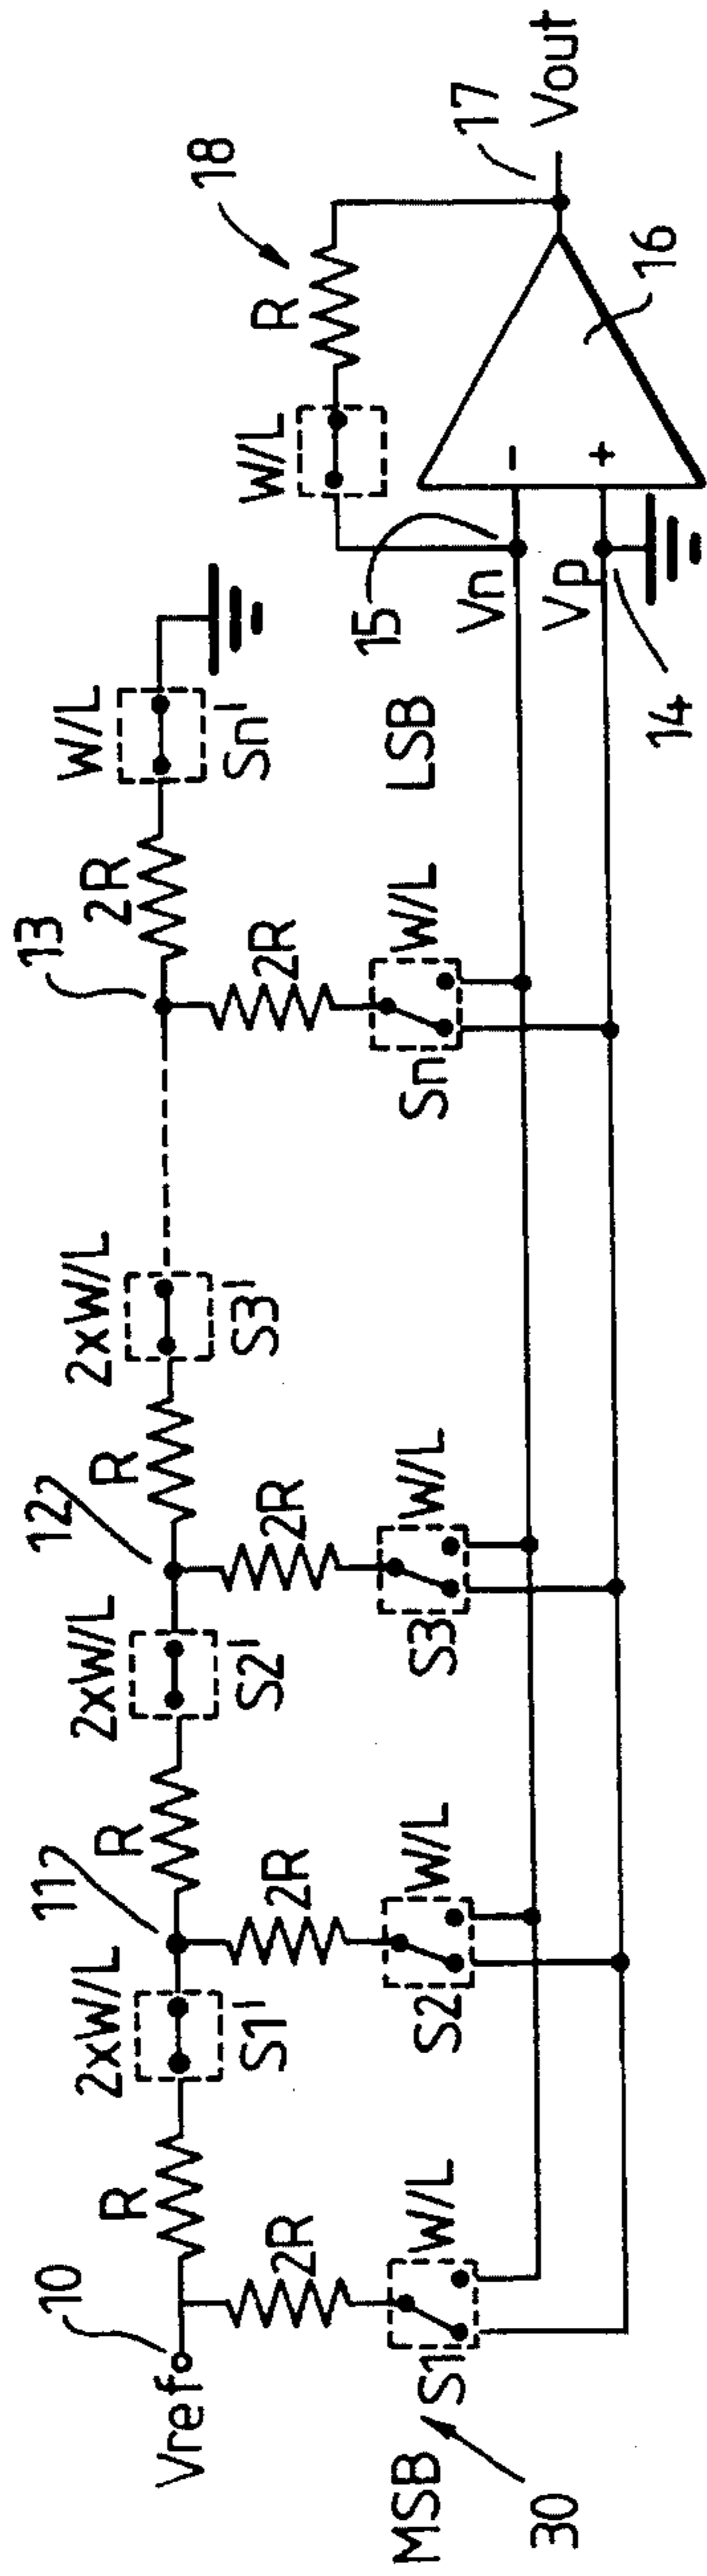 Vref
10
R
2xW/L
S1'
11
R
2xW/L
S2'
12
R
2xW/L
S3'
13
2R
W/L
Sn'
2R
2R
2R
2R
MSB
S1
W/L
S2
W/L
S3
W/L
Sn
W/L
LSB
30
W/L
R
18
15
Vn
Vp
14
-
+
16
17
Vout